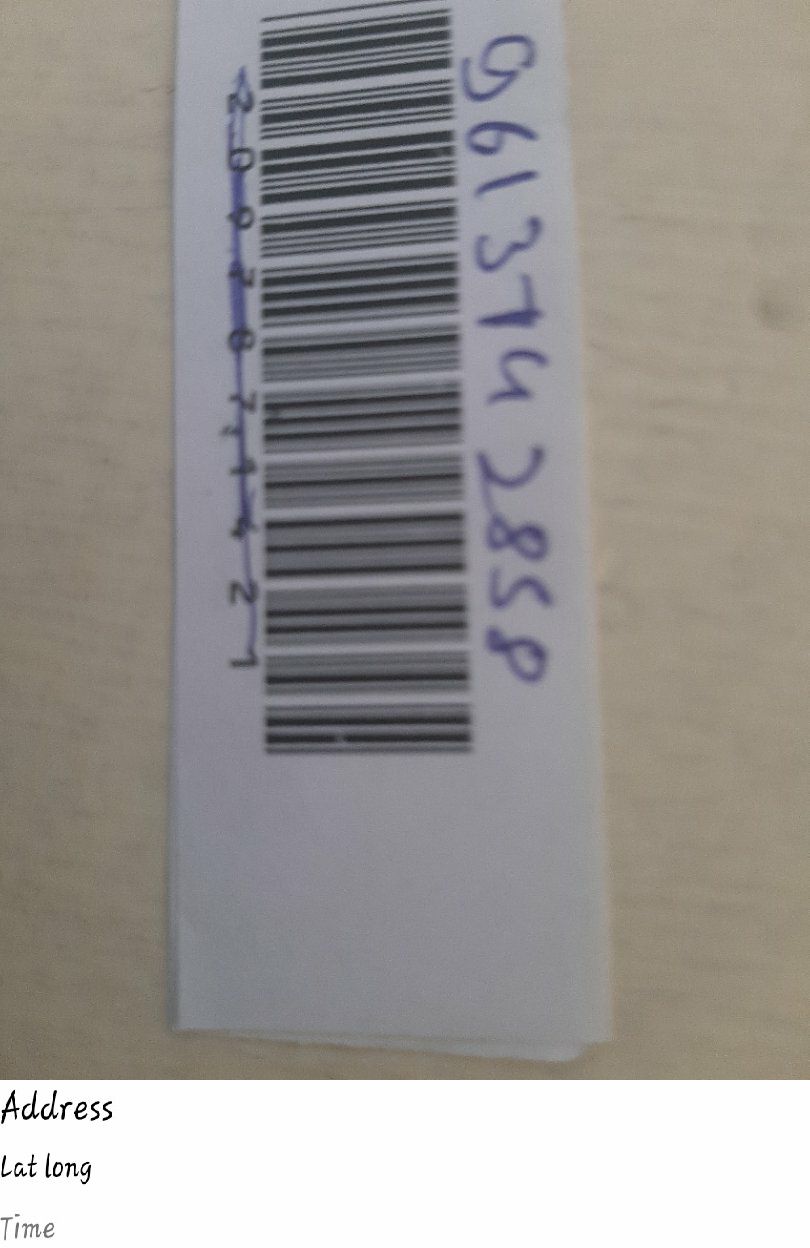 9613742858
Address
Lat long
Time